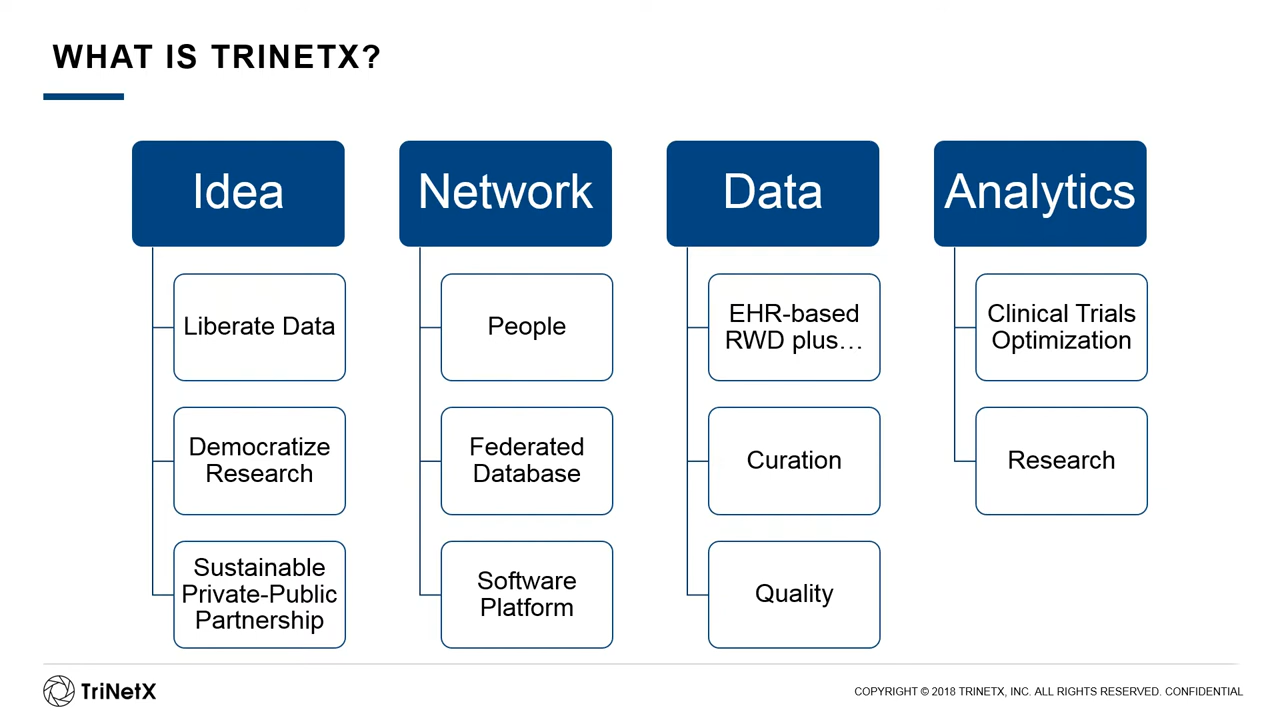 WHAT IS TRINETX?
Idea
Liberate Data
Democratize
Research
Sustainable
Private-Public
Partnership
Network
People
Federated
Database
Software
Platform
Data
EHR-based
RWD plus…
Curation
Quality
Analytics
Clinical Trials
Optimization
Research
TriNetX
COPYRIGHT © 2018 TRINETX, INC. ALL RIGHTS RESERVED. CONFIDENTIAL